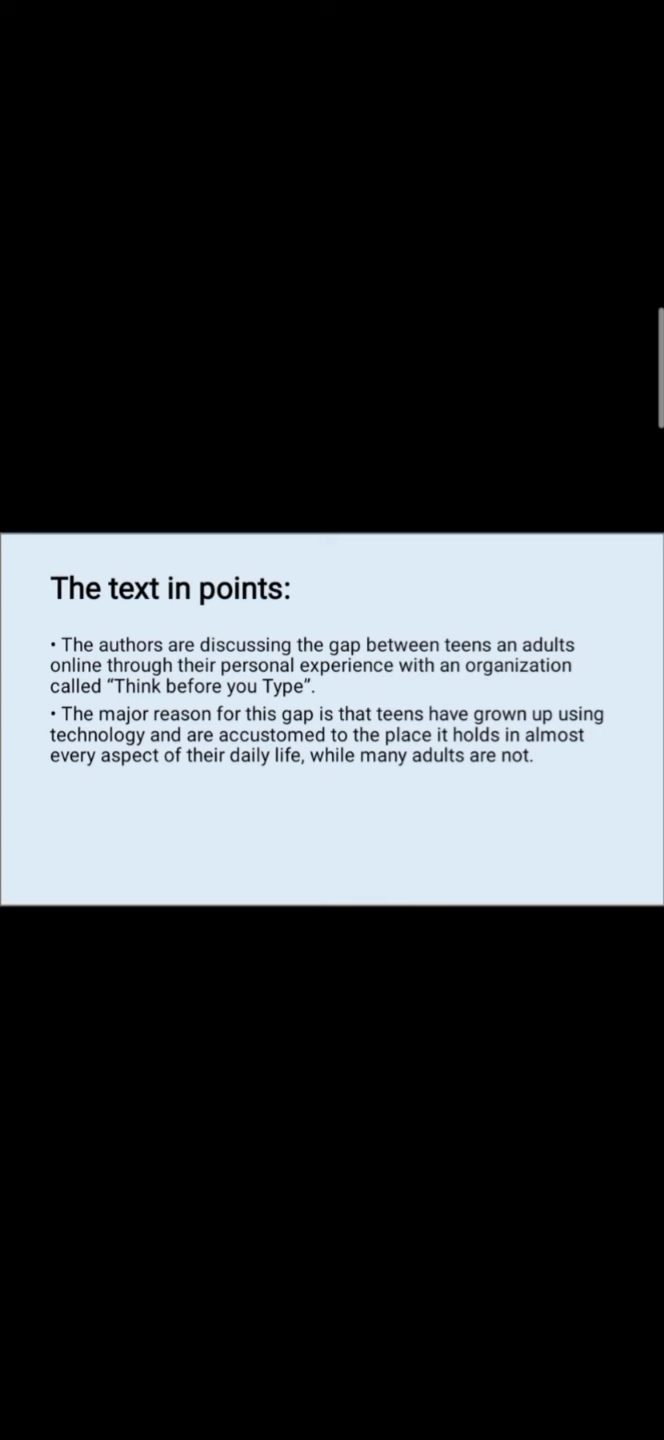 The text in points:
• The authors are discussing the gap between teens an adults
online through their personal experience with an organization
called “Think before you Type”.
• The major reason for this gap is that teens have grown up using
technology and are accustomed to the place it holds in almost
every aspect of their daily life, while many adults are not.